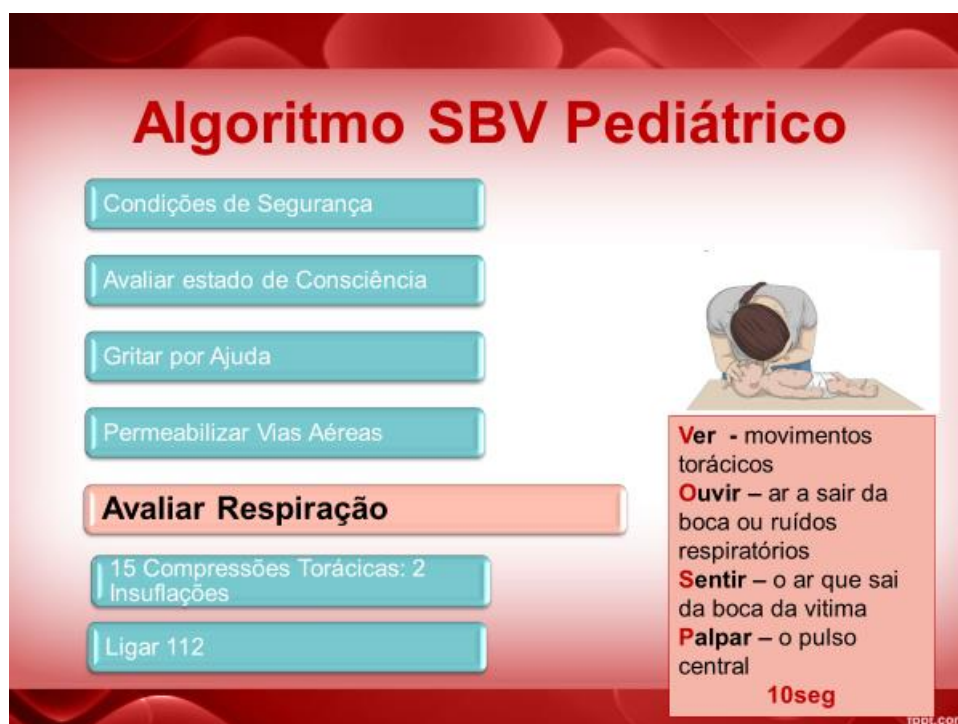 Algoritmo SBV Pediátrico
Condições de Segurança
Avaliar estado de Consciência
Gritar por Ajuda
Permeabilizar Vias Aéreas
Avaliar Respiração
15 Compressões Torácicas: 2
Insuflações
Ligar 112
Ver - movimentos
torácicos
Ouvir – ar a sair da
boca ou ruídos
respiratórios
Sentir – o ar que sai
da boca da vitima
Palpar – o pulso
central
10seg